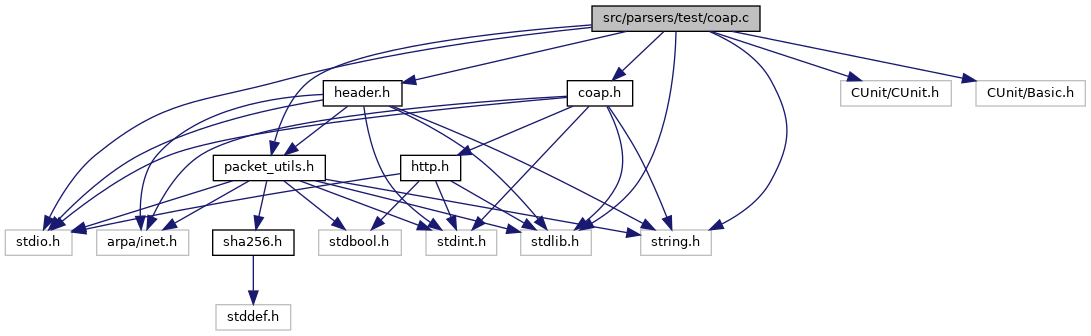 src/parsers/test/coap.c
header.h
coap.h
CUnit/CUnit.h
CUnit/Basic.h
packet_utils.h
http.h
stdio.h
arpa/inet.h
sha256.h
stdbool.h
stdint.h
stdlib.h
string.h
stddef.h